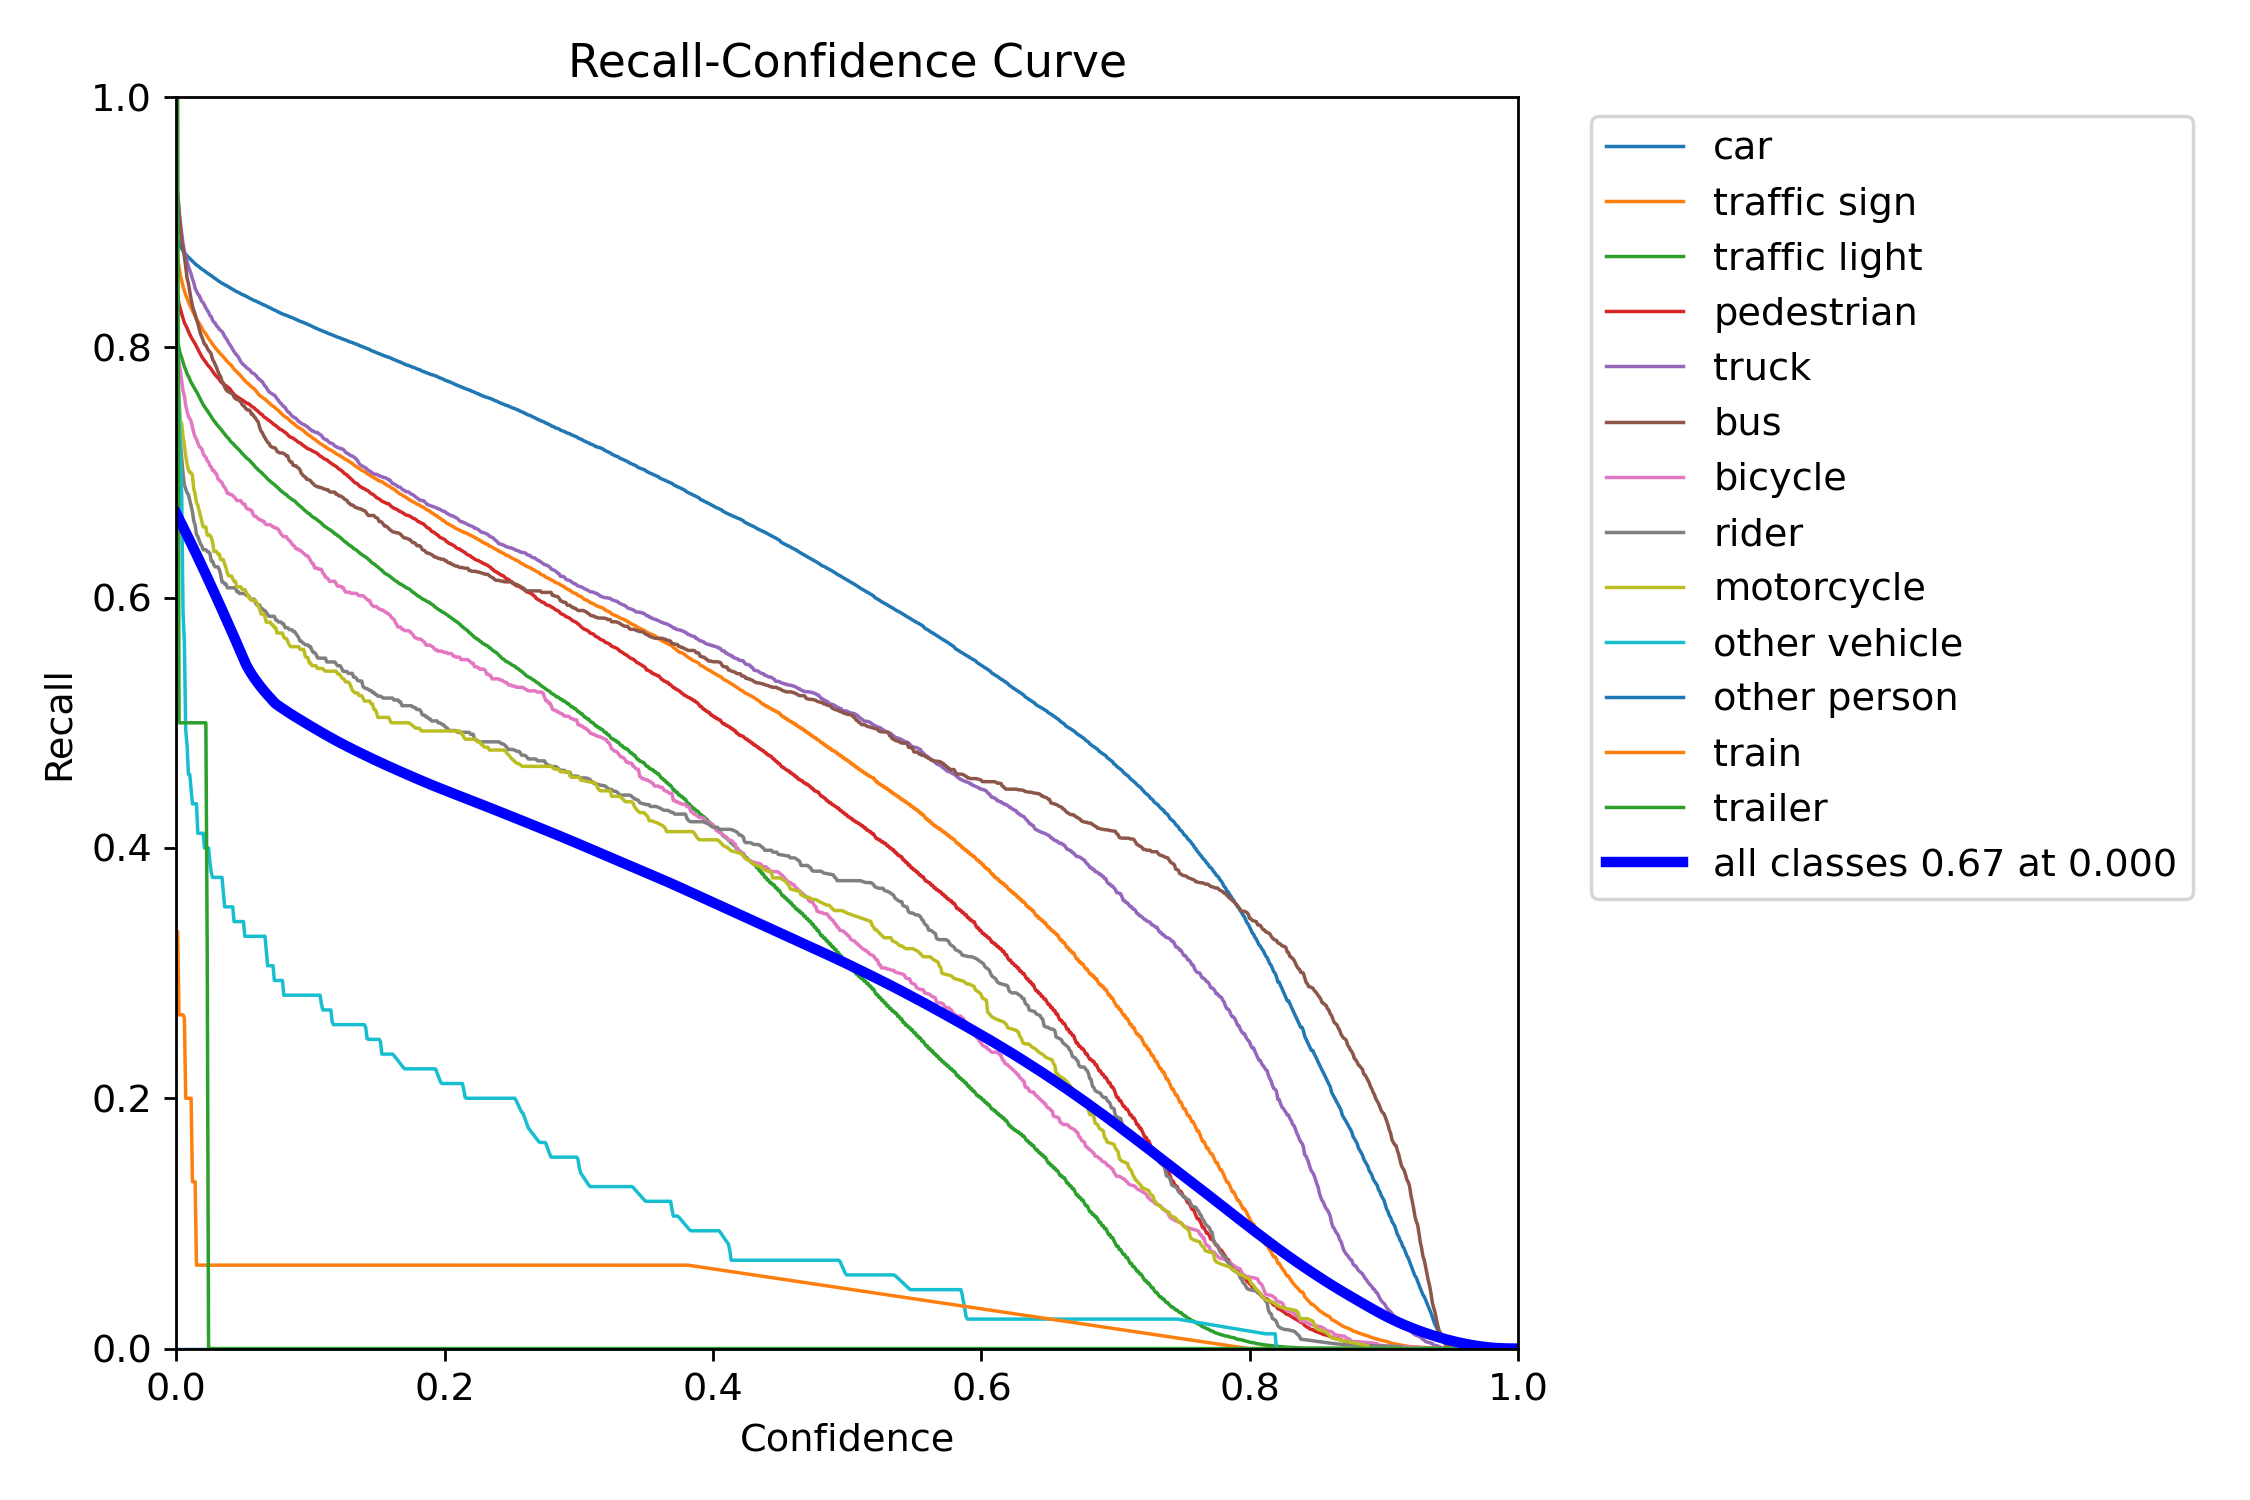 Recall-Confidence Curve
1.0
0.8
0.6
0.4
0.2
0.0
Recall
0.0 0.2 0.4 0.6 0.8 1.0
Confidence
car
traffic sign
traffic light
pedestrian
truck
bus
bicycle
rider
motorcycle
other vehicle
other person
train
trailer
all classes 0.67 at 0.000